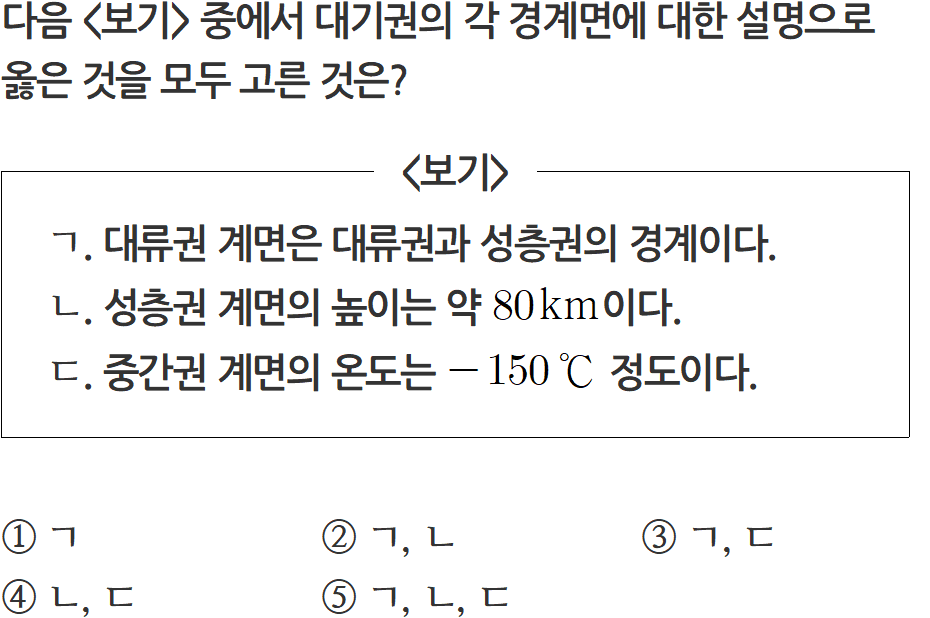 다음 <보기> 중에서 대기권의 각 경계면에 대한 설명으로
옳은 것을 모두 고른 것은?
<보기>
ㄱ. 대류권 계면은 대류권과 성층권의 경계이다.
ㄴ. 성층권 계면의 높이는 약 80km이다.
ㄷ. 중간권 계면의 온도는 −150℃ 정도이다.
① ㄱ ② ㄱ, ㄴ ③ ㄱ, ㄷ
④ ㄴ, ㄷ ⑤ ㄱ, ㄴ, ㄷ